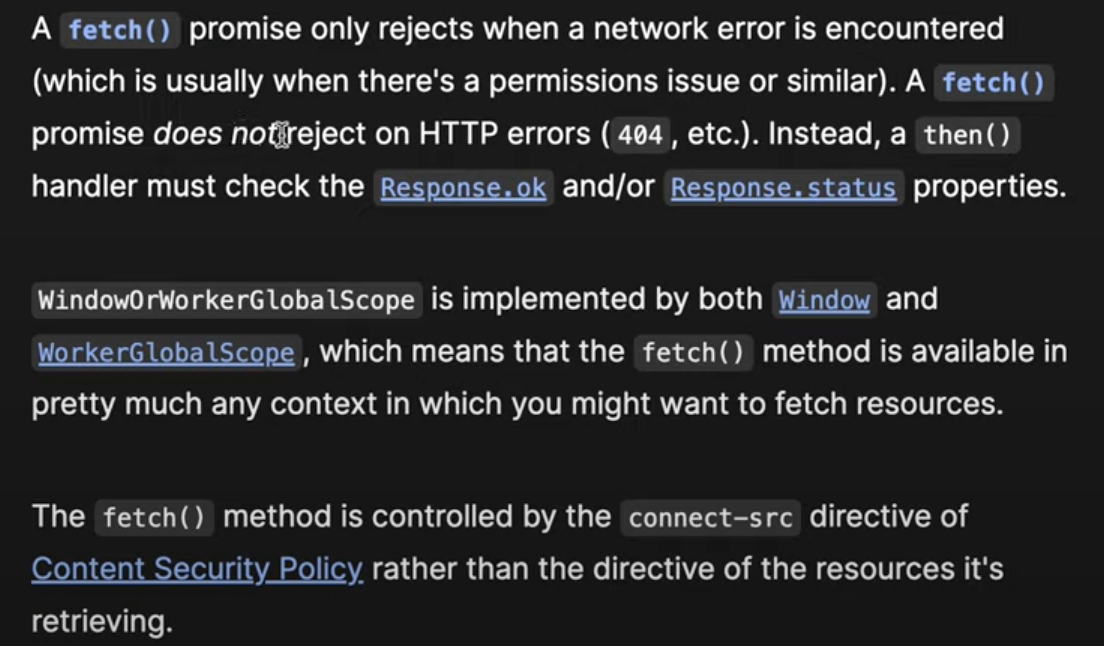 A fetch() promise only rejects when a network error is encountered
(which is usually when there's a permissions issue or similar). A fetch()
promise does not reject on HTTP errors ( 404 , etc.). Instead, a then()
handler must check the Response.ok and/or Response.status properties.
WindowOrWorkerGlobalScope is implemented by both Window and
WorkerGlobalScope , which means that the fetch() method is available in
pretty much any context in which you might want to fetch resources.
The fetch() method is controlled by the connect-src directive of
Content Security Policy rather than the directive of the resources it's
retrieving.